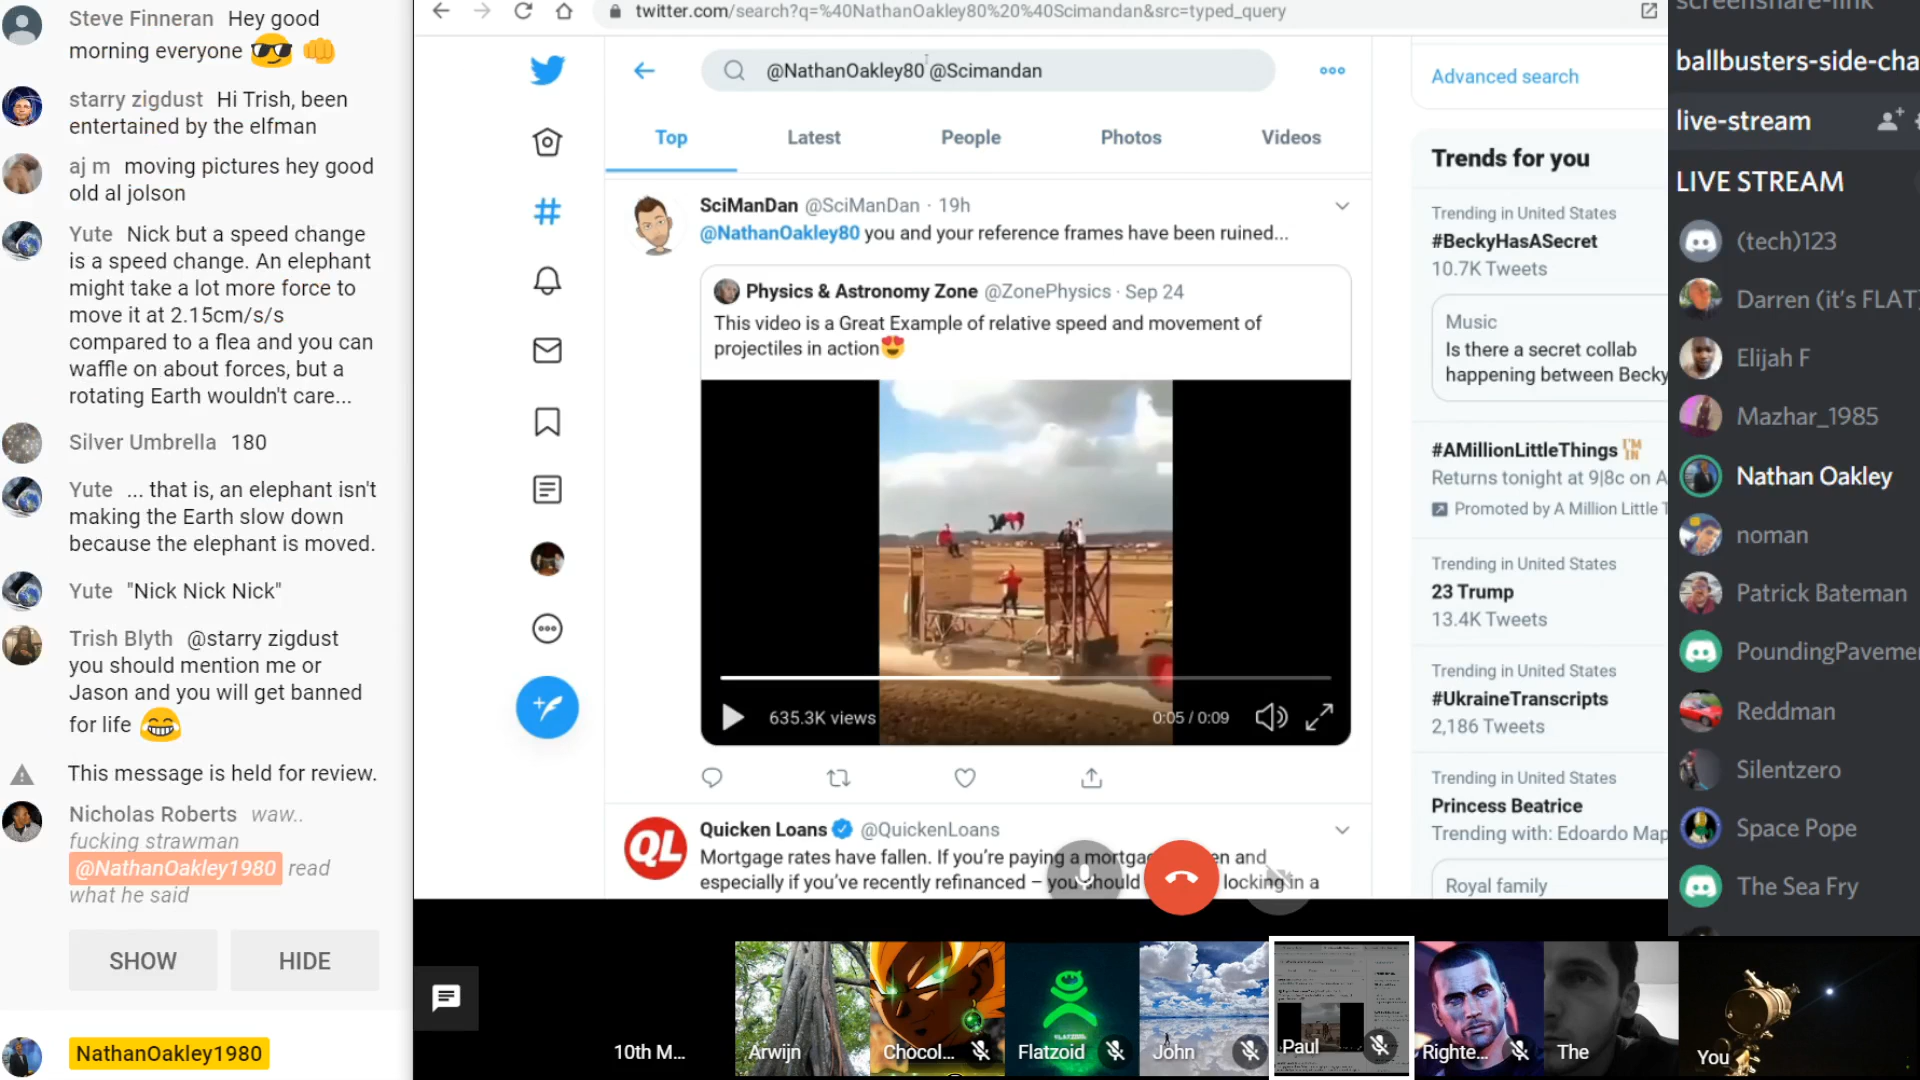 Steve Finneran Hey good
morning everyone
starry zigdust Hi Trish, been
entertained by the elfman
aj m moving pictures hey good
old al jolson
Yute Nick but a speed change
is a speed change. An elephant
might take a lot more force to
move it at 2.15cm/s/s
compared to a flea and you can
waffle on about forces, but a
rotating Earth wouldn't care...
Silver Umbrella 180
Yute ... that is, an elephant isn't
making the Earth slow down
because the elephant is moved.
Yute "Nick Nick Nick"
Trish Blyth @starry zigdust
you should mention me or
Jason and you will get banned
for life
This message is held for review.
Nicholas Roberts waw..
fucking strawman
@NathanOakley1980 read
what he said
SHOW HIDE
NathanOakley1980
twitter.com/search?q=%40NathanOakley80%20%40Scimandan&src=typed_query
@NathanOakley80 @Scimandan
Top Latest People Photos Videos
SciManDan @SciManDan · 19h
@NathanOakley80 you and your reference frames have been ruined...
Physics & Astronomy Zone @ZonePhysics · Sep 24
This video is a Great Example of relative speed and movement of
projectiles in action
635.3K views 0:05 / 0:09
QL
Quicken Loans @QuickenLoans
Mortgage rates have fallen. If you're paying a
en and
especially if you've recently refinanced – you
locking in a
Advanced search
Trends for you
Trending in United States
#BeckyHasASecret
10.7K Tweets
Music
Is there a secret collab
happening between Becky
#AMillionLittleThings I'M IN
Returns tonight at 9|8c on A
Promoted by A Million Little T
Trending in United States
23 Trump
13.4K Tweets
Trending in United States
#UkraineTranscripts
2,186 Tweets
Trending in United States
Princess Beatrice
Trending with: Edoardo Map
Royal family
screenshare-link
ballbusters-side-cha
live-stream
LIVE STREAM
(tech)123
Darren (it's FLAT
Elijah F
Mazhar_1985
Nathan Oakley
noman
Patrick Bateman
PoundingPaveme
Reddman
Silentzero
Space Pope
The Sea Fry
10th M...
Arwijn
Chocol...
FLATZOID
Flatzoid
John
Paul
Righte...
The
You